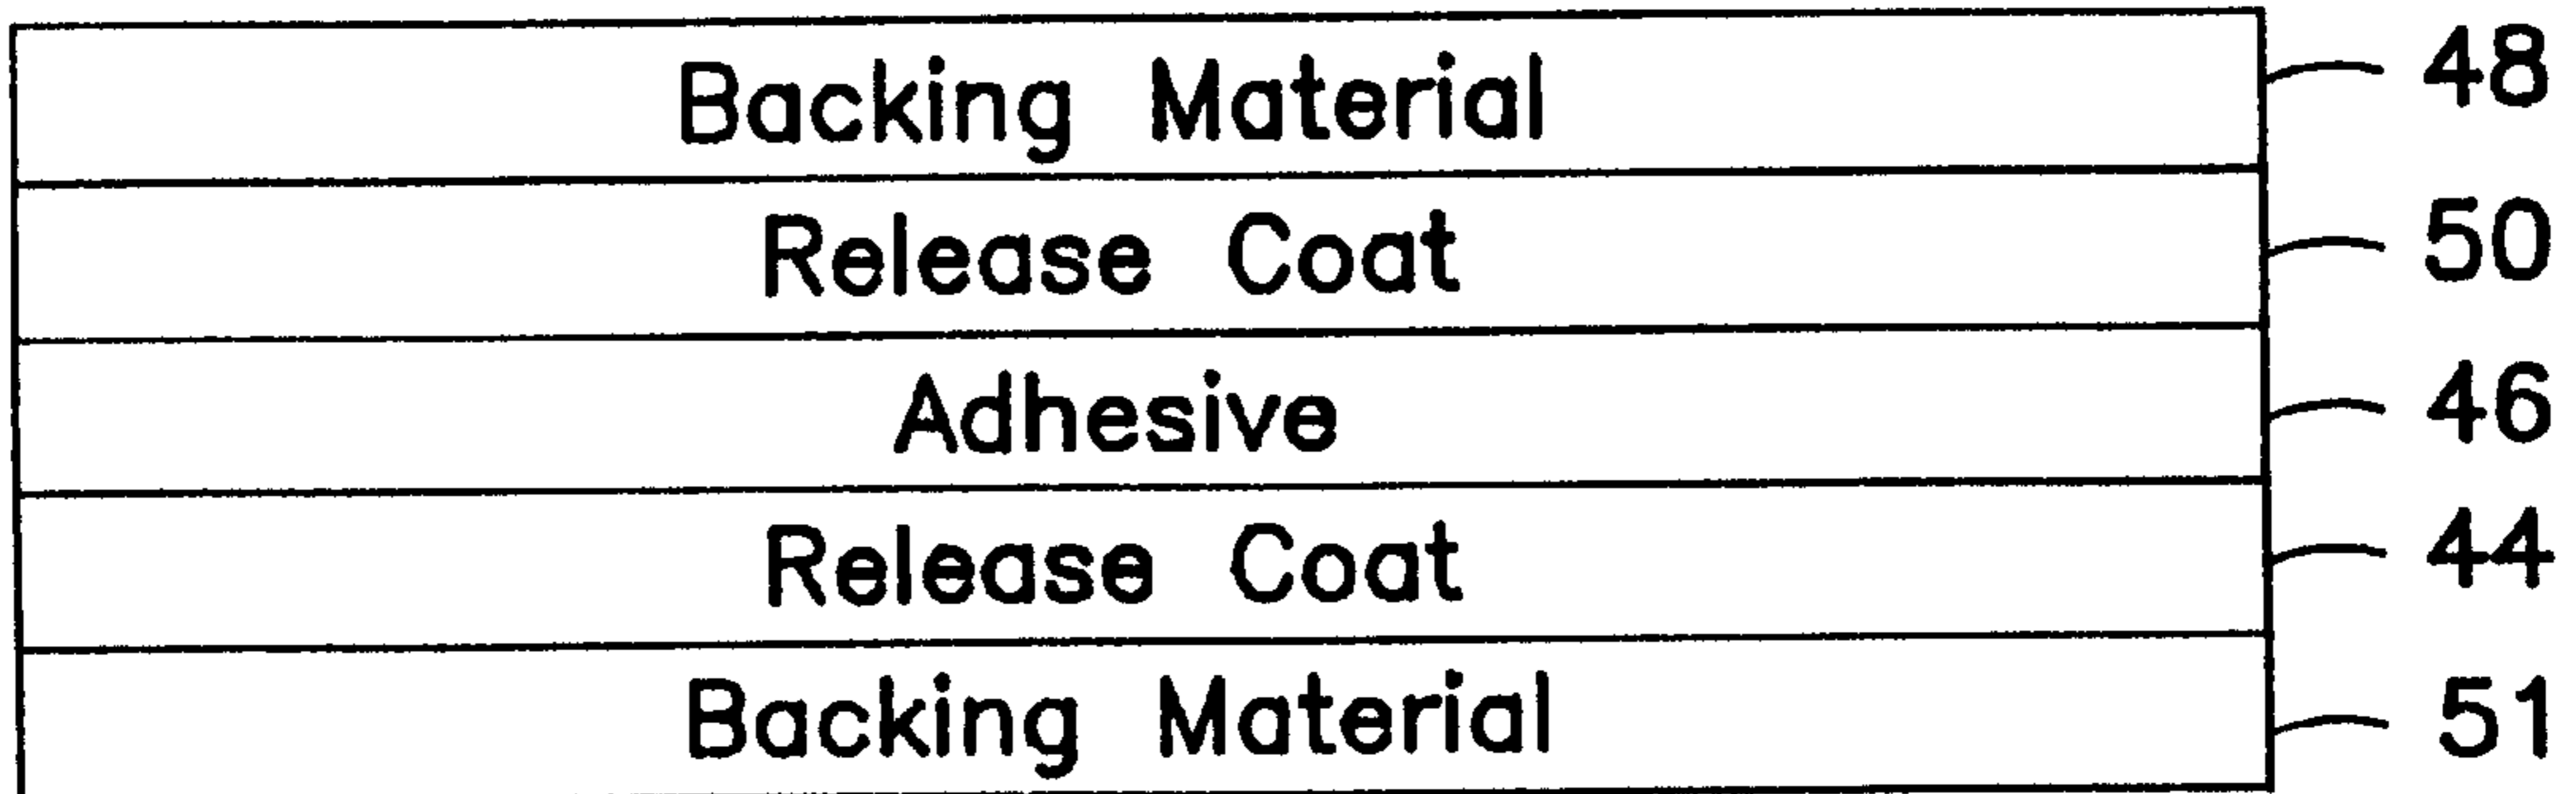 Backing Material 48
Release Coat 50
Adhesive 46
Release Coat 44
Backing Material 51